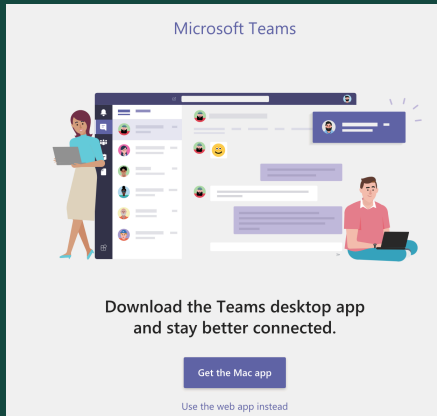 Microsoft Teams
Download the Teams desktop app
and stay better connected.
Get the Mac app
Use the web app instead